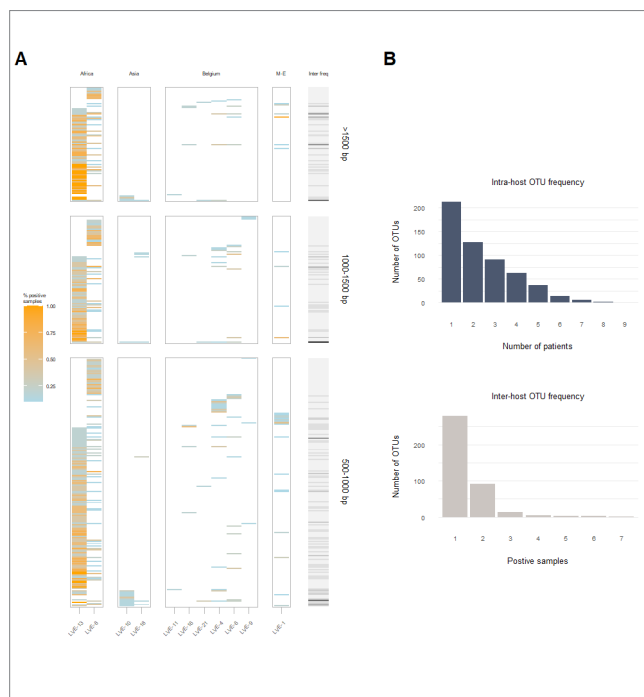 A
B
Africa
Asia
Belgium
M-E
Inter freq
>1500 bp
1000-1500 bp
500-1000 bp
% positive
samples
1.00
0.75
0.50
0.25
LVE-13
LVE-8
LVE-10
LVE-18
LVE-11
LVE-16
LVE-21
LVE-4
LVE-6
LVE-9
LVE-1
Intra-host OTU frequency
Number of OTUs
200
150
100
50
0
1 2 3 4 5 6 7 8 9
Number of patients
Inter-host OTU frequency
Number of OTUs
200
100
0
1 2 3 4 5 6 7
Postive samples